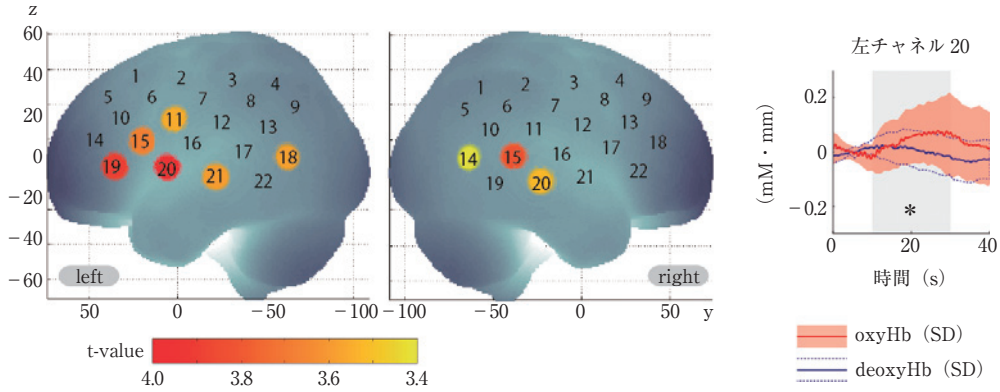 z
60
40
20
0
−20
−40
−60
1 2 3 4
5 6 7 8 9
10 11 12 13
14 15 16 17 18
19 20 21 22
left
50 0 −50 −100
1 2 3 4
5 6 7 8 9
10 11 12 13
14 15 16 17 18
19 20 21 22
right
−100 −50 0 50 y
t-value
4.0 3.8 3.6 3.4
左チャネル 20
(mM・mm)
0.2
0
−0.2
*
0 20 40
時間 (s)
oxyHb (SD)
deoxyHb (SD)